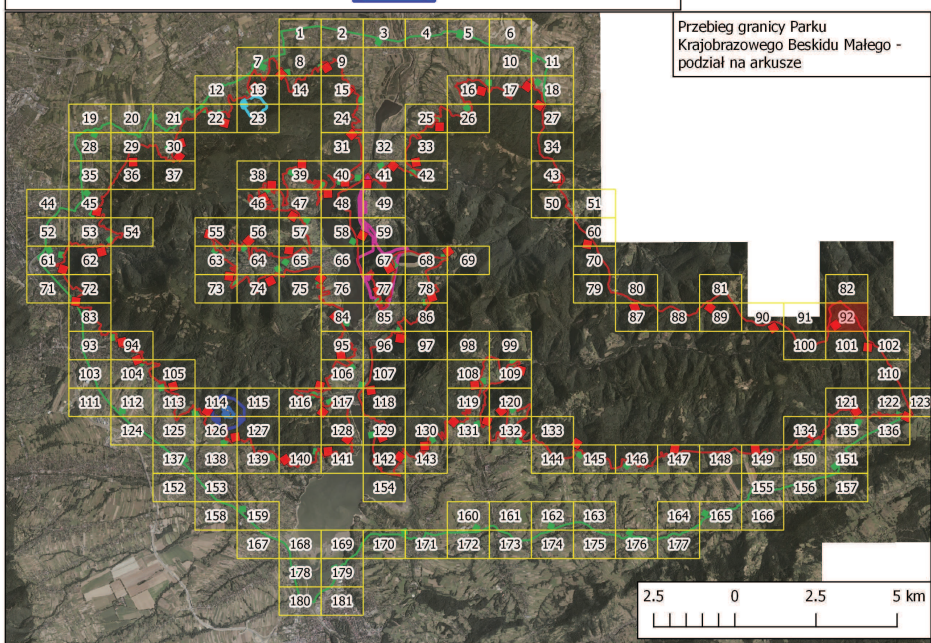 Przebieg granicy Parku
Krajobrazowego Beskidu Małego -
podział na arkusze
1 2 3 4 5 6
7 8 9 10 11
12 13 14 15 16 17 18
19 20 21 22 23 24 25 26 27
28 29 30 31 32 33 34
35 36 37 38 39 40 41 42 43
44 45 46 47 48 49 50 51
52 53 54 55 56 57 58 59 60
61 62 63 64 65 66 67 68 69 70
71 72 73 74 75 76 77 78 79 80 81 82
83 84 85 86 87 88 89 90 91 92
93 94 95 96 97 98 99 100 101 102
103 104 105 106 107 108 109 110
111 112 113 114 115 116 117 118 119 120 121 122 123
124 125 126 127 128 129 130 131 132 133 134 135 136
137 138 139 140 141 142 143 144 145 146 147 148 149 150 151
152 153 154 155 156 157
158 159 160 161 162 163 164 165 166
167 168 169 170 171 172 173 174 175 176 177
178 179
180 181
2.5 0 2.5 5 km